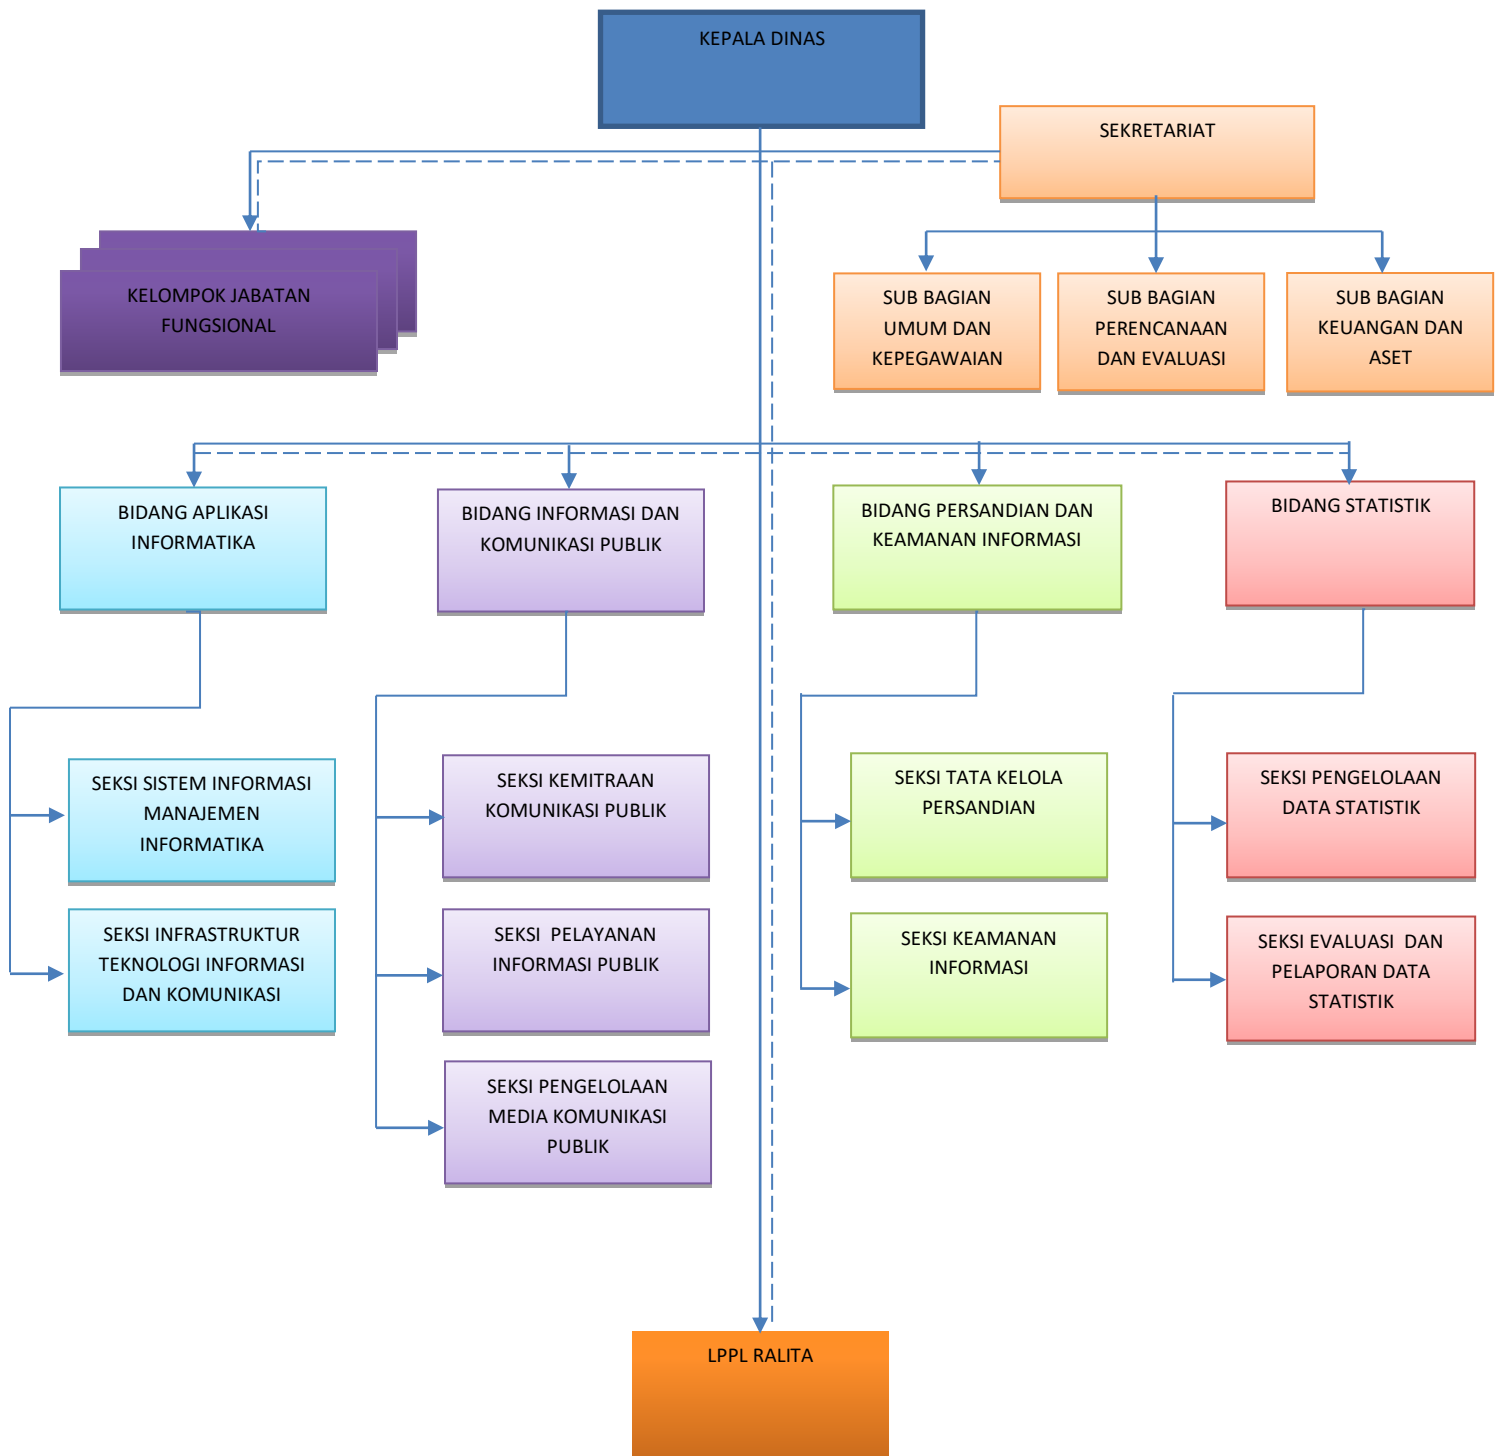 KEPALA DINAS
SEKRETARIAT
KELOMPOK JABATAN
FUNGSIONAL
SUB BAGIAN
UMUM DAN
KEPEGAWAIAN
SUB BAGIAN
PERENCANAAN
DAN EVALUASI
SUB BAGIAN
KEUANGAN DAN
ASET
BIDANG APLIKASI
INFORMATIKA
BIDANG INFORMASI DAN
KOMUNIKASI PUBLIK
BIDANG PERSANDIAN DAN
KEAMANAN INFORMASI
BIDANG STATISTIK
SEKSI SISTEM INFORMASI
MANAJEMEN
INFORMATIKA
SEKSI KEMITRAAN
KOMUNIKASI PUBLIK
SEKSI TATA KELOLA
PERSANDIAN
SEKSI PENGELOLAAN
DATA STATISTIK
SEKSI INFRASTRUKTUR
TEKNOLOGI INFORMASI
DAN KOMUNIKASI
SEKSI PELAYANAN
INFORMASI PUBLIK
SEKSI KEAMANAN
INFORMASI
SEKSI EVALUASI DAN
PELAPORAN DATA
STATISTIK
SEKSI PENGELOLAAN
MEDIA KOMUNIKASI
PUBLIK
LPPL RALITA